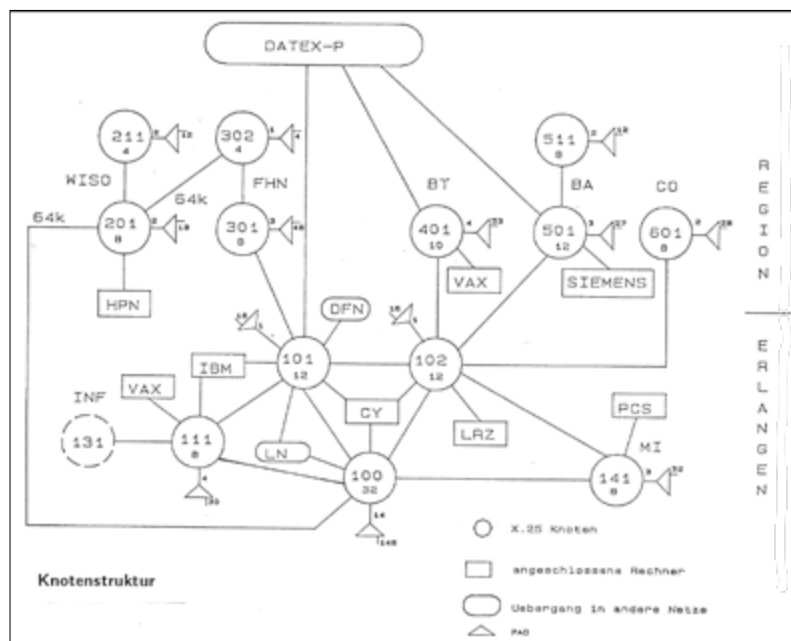 DATEX-P
211
4
302
4
511
8
WISO
FHN
BT
BA
CO
64k
64k
201
8
301
8
401
10
501
12
601
8
HPN
VAX
SIEMENS
REGION
DFN
101
12
102
12
IBM
VAX
INF
CY
PCS
131
111
8
LN
LRZ
MI
100
32
141
8
14
X.25 Knoten
angeschlossene Rechner
Uebergang in andere Netze
PAD
ERLANGEN
Knotenstruktur